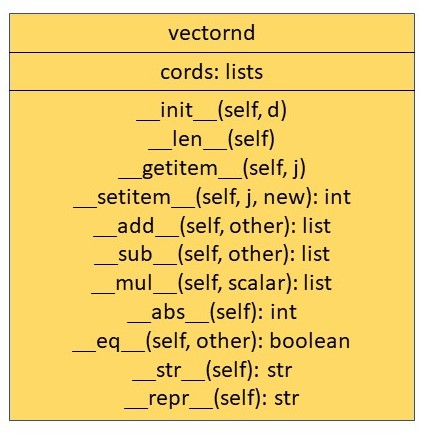 vectornd
cords: lists
__init__(self, d)
__len__(self)
__getitem__(self, j)
__setitem__(self, j, new): int
__add__(self, other): list
__sub__(self, other): list
__mul__(self, scalar): list
__abs__(self): int
__eq__(self, other): boolean
__str__(self): str
__repr__(self): str